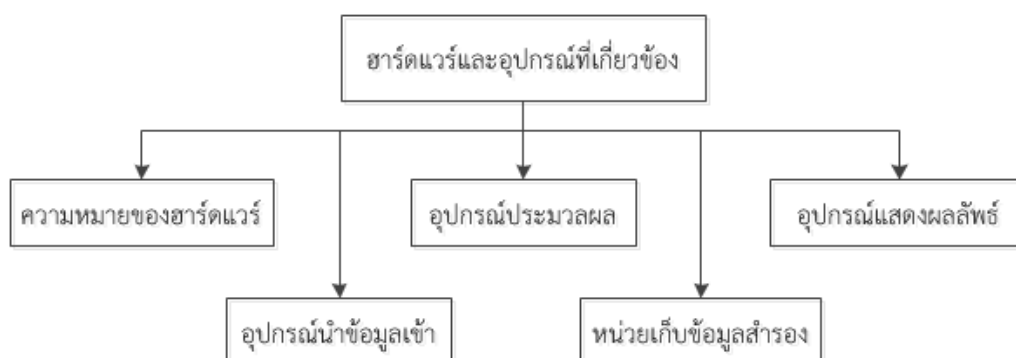 ฮาร์ดแวร์และอุปกรณ์ที่เกี่ยวข้อง
ความหมายของฮาร์ดแวร์
อุปกรณ์ประมวลผล
อุปกรณ์แสดงผลลัพธ์
อุปกรณ์นำข้อมูลเข้า
หน่วยเก็บข้อมูลสำรอง